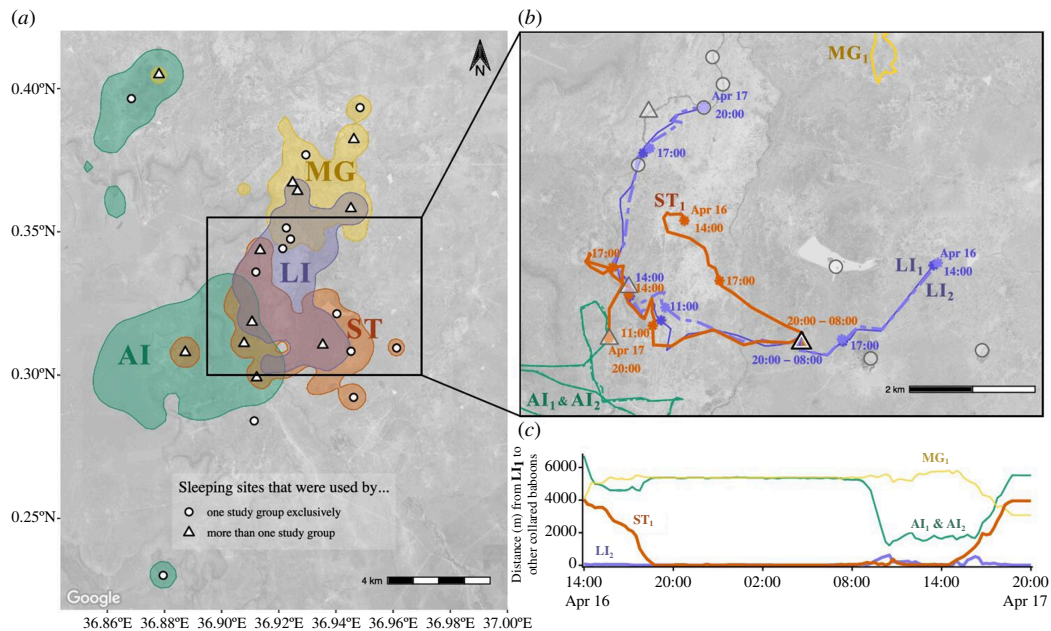 (a)
0.40°N
0.35°N
0.30°N
0.25°N
36.86°E 36.88°E 36.90°E 36.92°E 36.94°E 36.96°E 36.98°E 37.00°E
N
MG
LI
ST
AI
Sleeping sites that were used by...
one study group exclusively
more than one study group
4 km
Google
(b)
MG1
Apr 17
20:00
17:00
ST1
Apr 16
14:00
17:00
17:00
14:00
14:00
11:00
11:00
Apr 17
20:00
AI1 & AI2
20:00 – 08:00
20:00 – 08:00
17:00
LI1
LI2
Apr 16
14:00
2 km
(c)
Distance (m) from LI1 to
other collared baboons
6000
4000
2000
0
MG1
ST1
AI1 & AI2
LI2
14:00 20:00 02:00 08:00 14:00 20:00
Apr 16 Apr 17